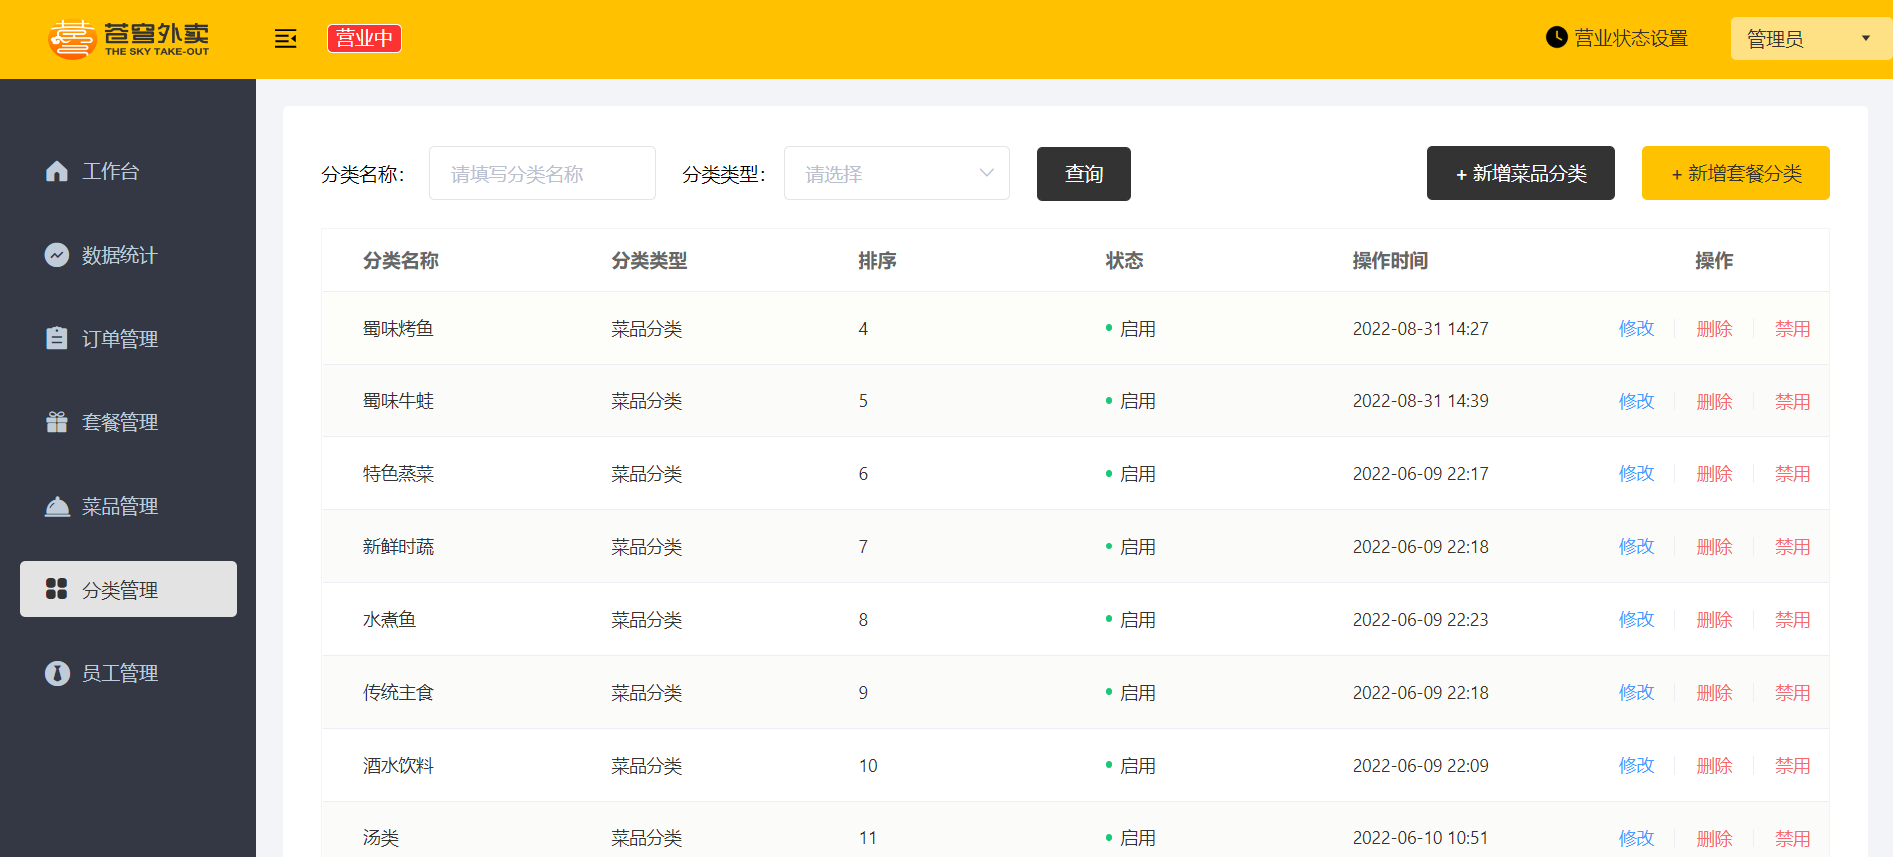 苍穹外卖
THE SKY TAKE-OUT
营业中
营业状态设置
管理员
工作台
数据统计
订单管理
套餐管理
菜品管理
分类管理
员工管理
分类名称： 请填写分类名称 分类类型： 请选择 查询 + 新增菜品分类 + 新增套餐分类
分类名称 分类类型 排序 状态 操作时间 操作
蜀味烤鱼 菜品分类 4 启用 2022-08-31 14:27 修改 删除 禁用
蜀味牛蛙 菜品分类 5 启用 2022-08-31 14:39 修改 删除 禁用
特色蒸菜 菜品分类 6 启用 2022-06-09 22:17 修改 删除 禁用
新鲜时蔬 菜品分类 7 启用 2022-06-09 22:18 修改 删除 禁用
水煮鱼 菜品分类 8 启用 2022-06-09 22:23 修改 删除 禁用
传统主食 菜品分类 9 启用 2022-06-09 22:18 修改 删除 禁用
酒水饮料 菜品分类 10 启用 2022-06-09 22:09 修改 删除 禁用
汤类 菜品分类 11 启用 2022-06-10 10:51 修改 删除 禁用